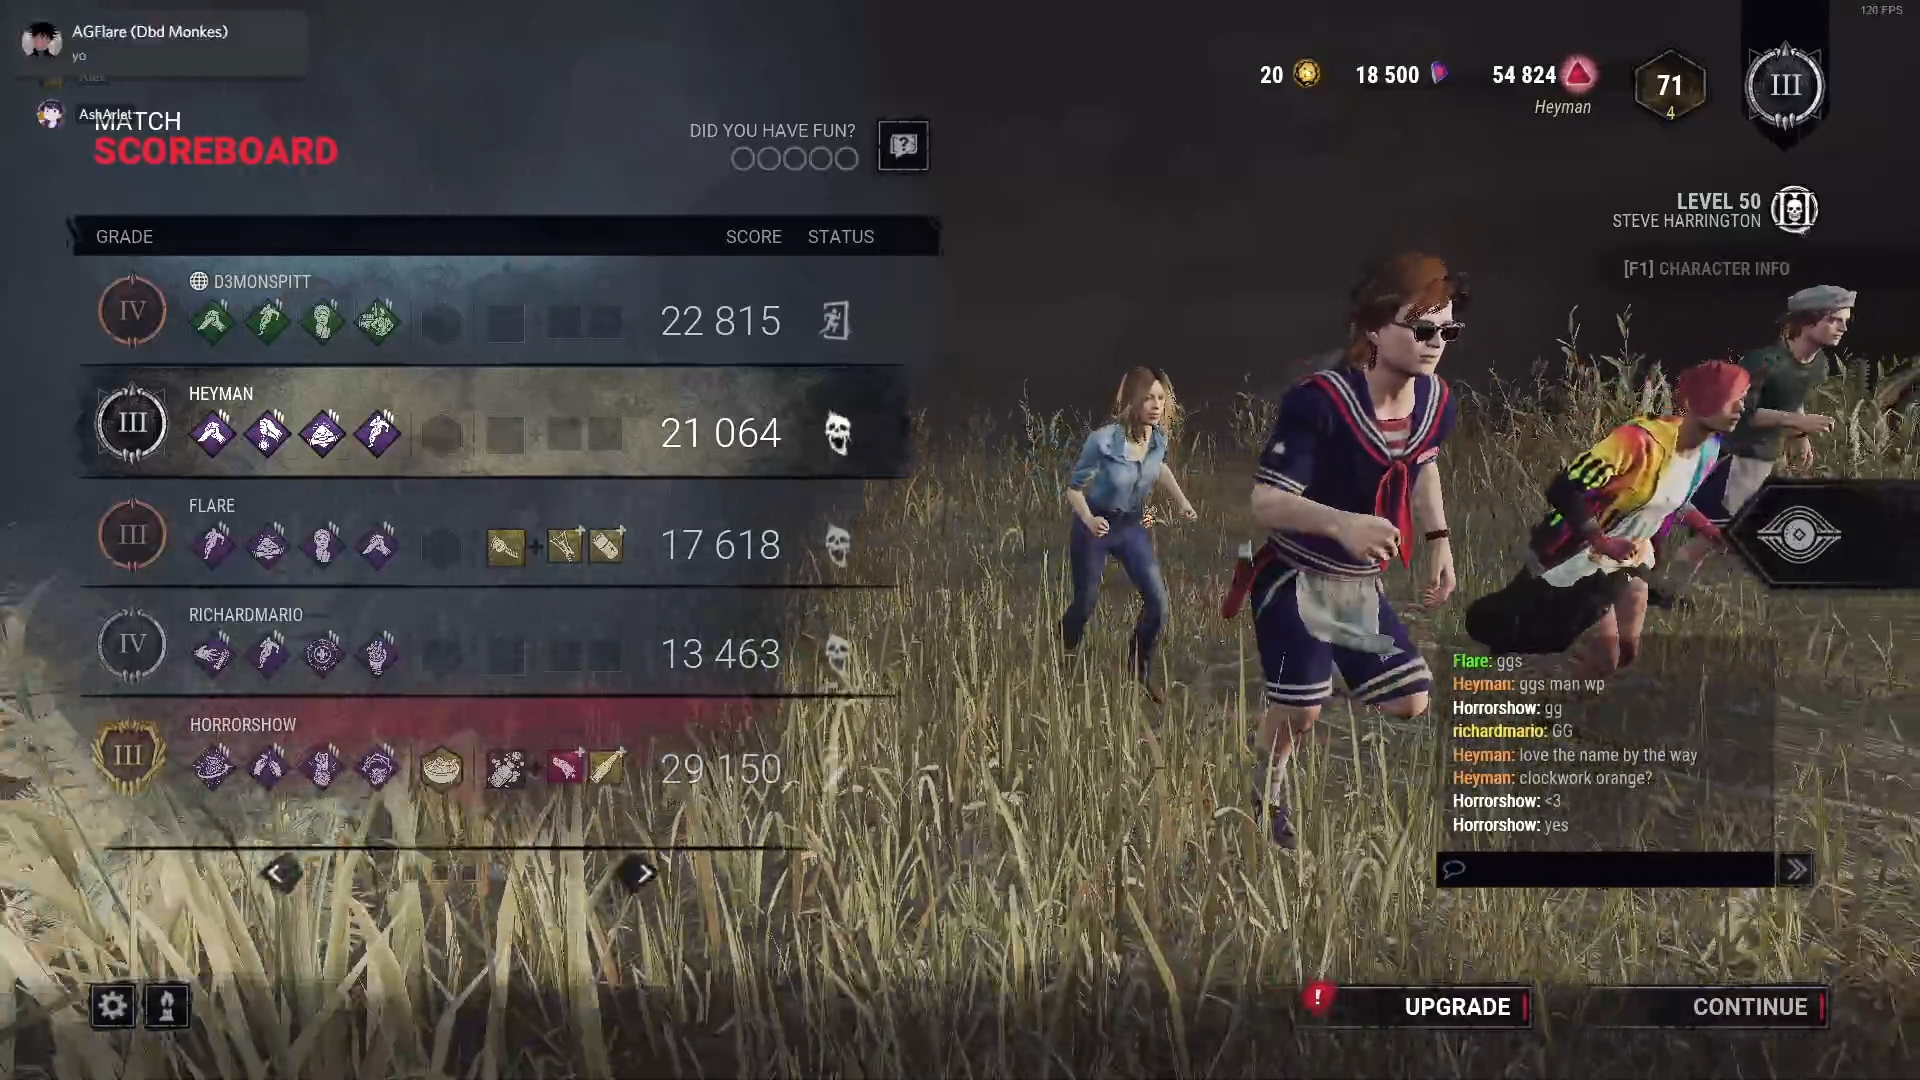 AGFlare (Dbd Monkes)
yo
Alex
AshArlet
120 FPS
20
18 500
54 824
Heyman
71
4
III
MATCH
SCOREBOARD
DID YOU HAVE FUN?
LEVEL 50
STEVE HARRINGTON
[F1] CHARACTER INFO
GRADE
SCORE
STATUS
IV
D3MONSPITT
22 815
III
HEYMAN
21 064
III
FLARE
17 618
IV
RICHARDMARIO
13 463
III
HORRORSHOW
29 150
Flare: ggs
Heyman: ggs man wp
Horrorshow: gg
richardmario: GG
Heyman: love the name by the way
Heyman: clockwork orange?
Horrorshow: <3
Horrorshow: yes
!
UPGRADE
CONTINUE